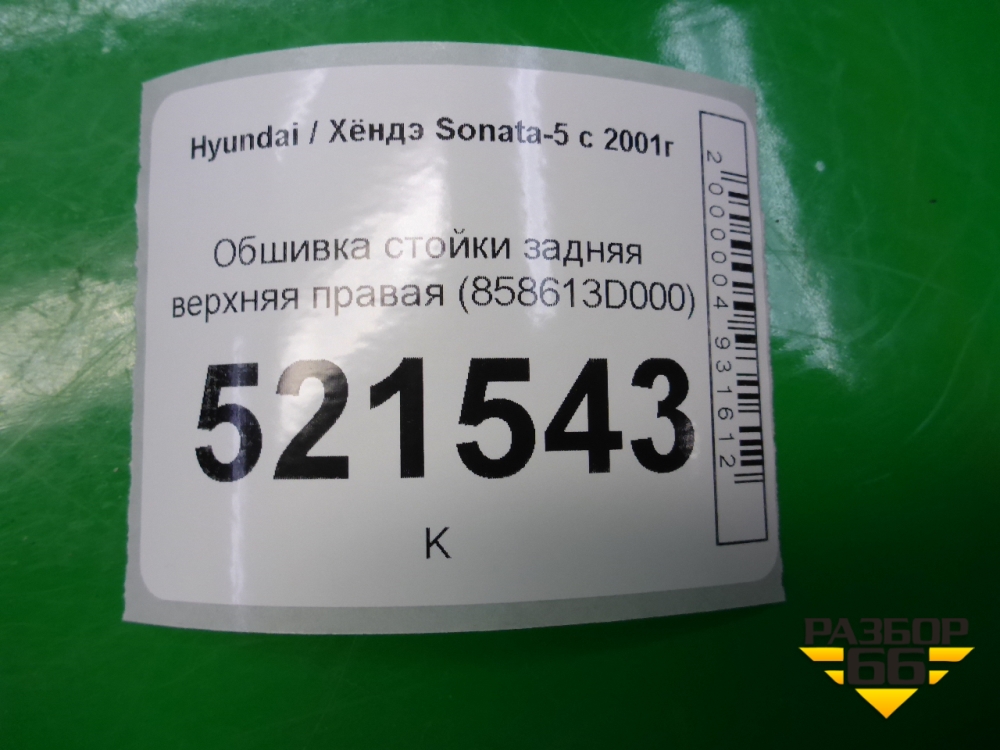 Hyundai / Хёндэ Sonata-5 с 2001г
Обшивка стойки задняя
верхняя правая (858613D000)
521543
К
2000004931612
РАЗБОР
66